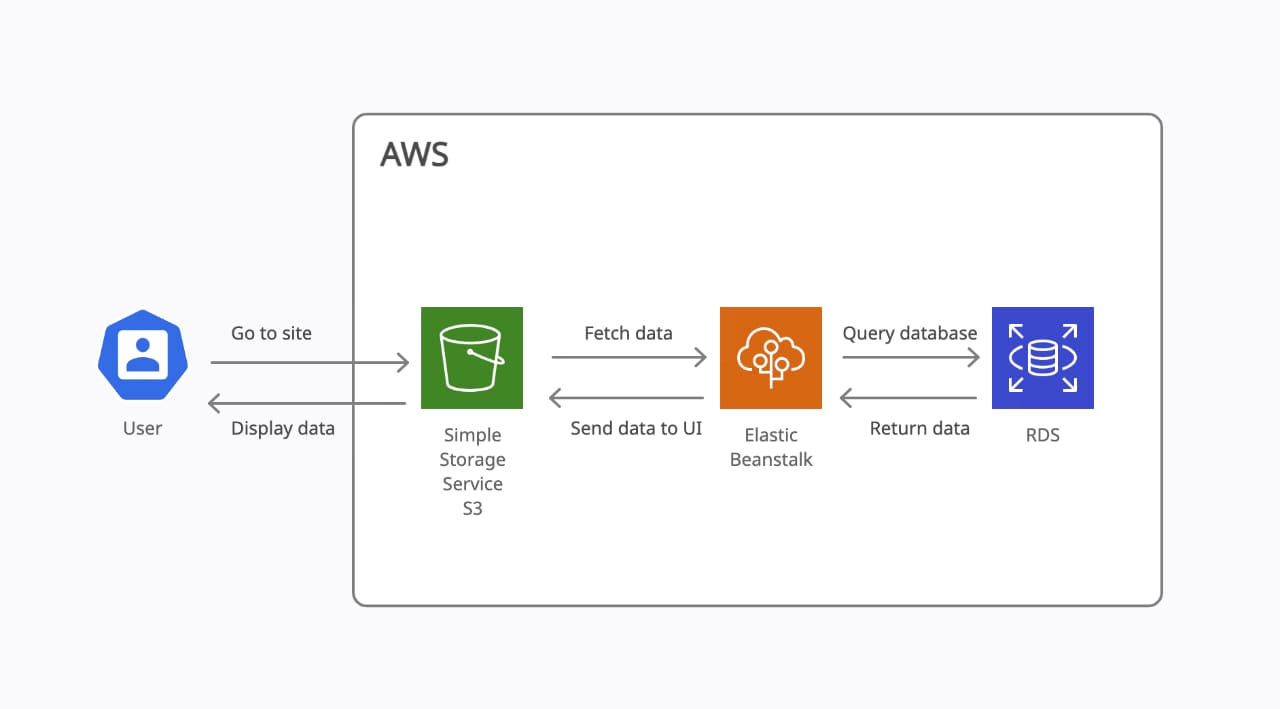 AWS
Go to site
Fetch data
Query database
User
Display data
Send data to UI
Return data
Simple
Storage
Service
S3
Elastic
Beanstalk
RDS